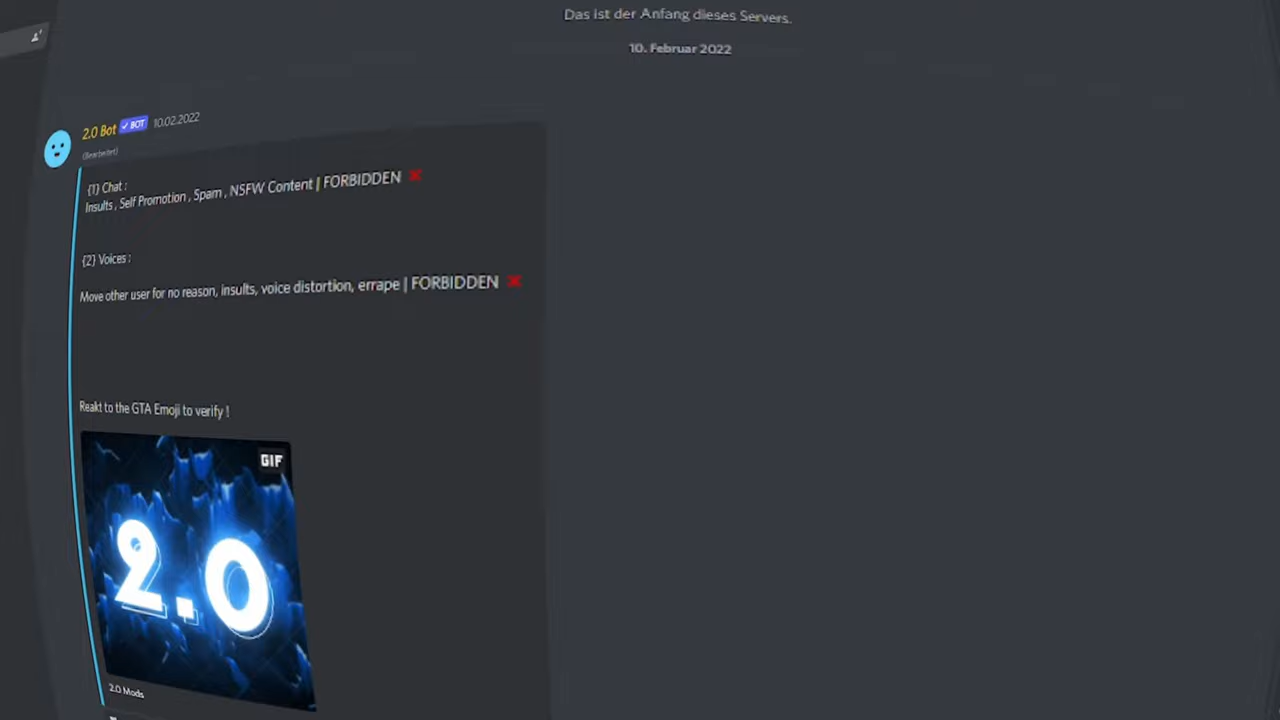 Das ist der Anfang dieses Servers.
10. Februar 2022
2.0 Bot ✓ BOT 10.02.2022
(Bearbeitet)
{1} Chat :
Insults , Self Promotion , Spam , NSFW Content | FORBIDDEN ❌
{2} Voices :
Move other user for no reason, insults, voice distortion, errape | FORBIDDEN ❌
Reakt to the GTA Emoji to verify !
GIF
2.0
2.0 Mods